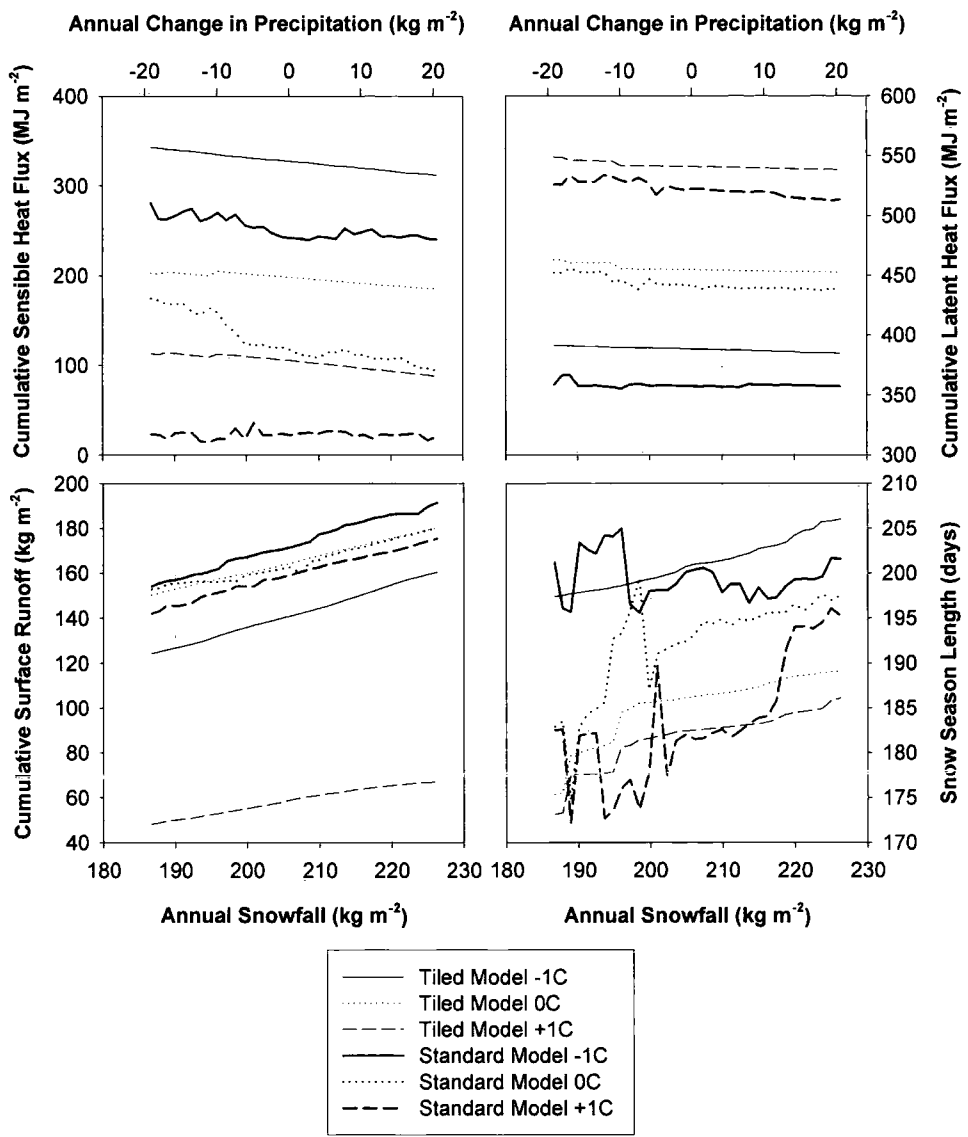 Annual Change in Precipitation (kg m-2)
Annual Change in Precipitation (kg m-2)
-20 -10 0 10 20
-20 -10 0 10 20
Cumulative Sensible Heat Flux (MJ m-2)
400
300
200
100
0
600
550
500
450
400
350
300
Cumulative Latent Heat Flux (MJ m-2)
Cumulative Surface Runoff (kg m-2)
200
180
160
140
120
100
80
60
40
210
205
200
195
190
185
180
175
170
Snow Season Length (days)
180 190 200 210 220 230
180 190 200 210 220 230
Annual Snowfall (kg m-2)
Annual Snowfall (kg m-2)
Tiled Model -1C
Tiled Model 0C
Tiled Model +1C
Standard Model -1C
Standard Model 0C
Standard Model +1C